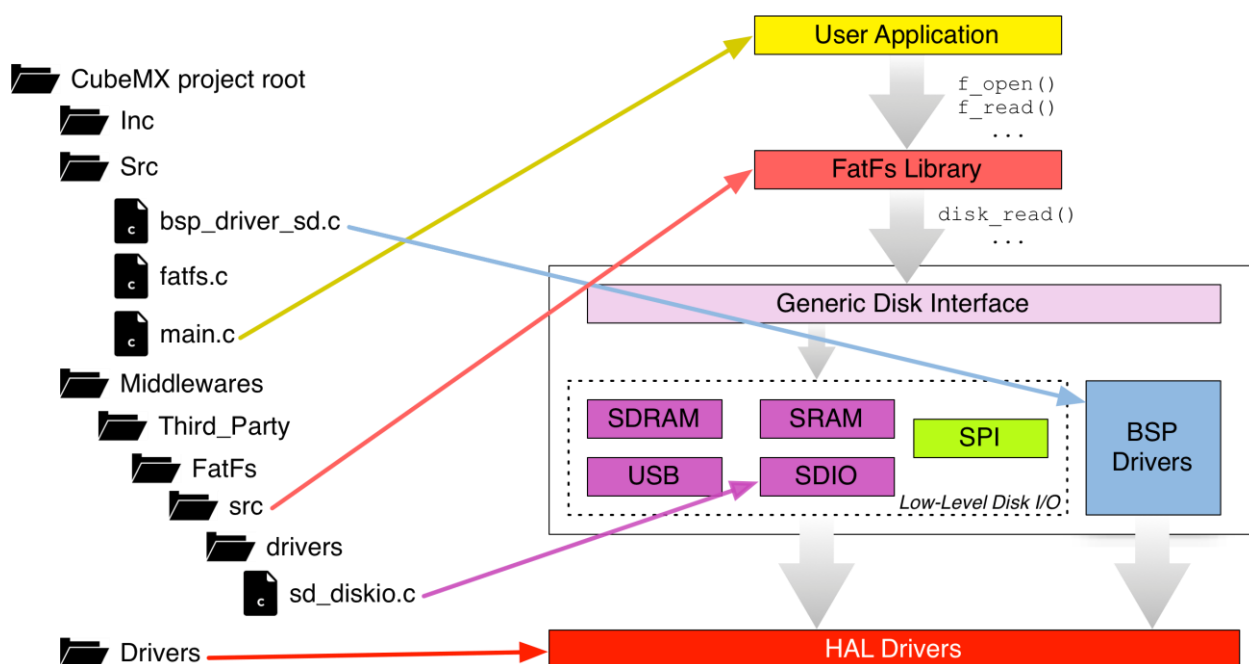 CubeMX project root
Inc
Src
bsp_driver_sd.c
fatfs.c
main.c
Middlewares
Third_Party
FatFs
src
drivers
sd_diskio.c
Drivers
User Application
f_open()
f_read()
...
FatFs Library
disk_read()
...
Generic Disk Interface
SDRAM
SRAM
SPI
USB
SDIO
Low-Level Disk I/O
BSP
Drivers
HAL Drivers
c
c
c
c